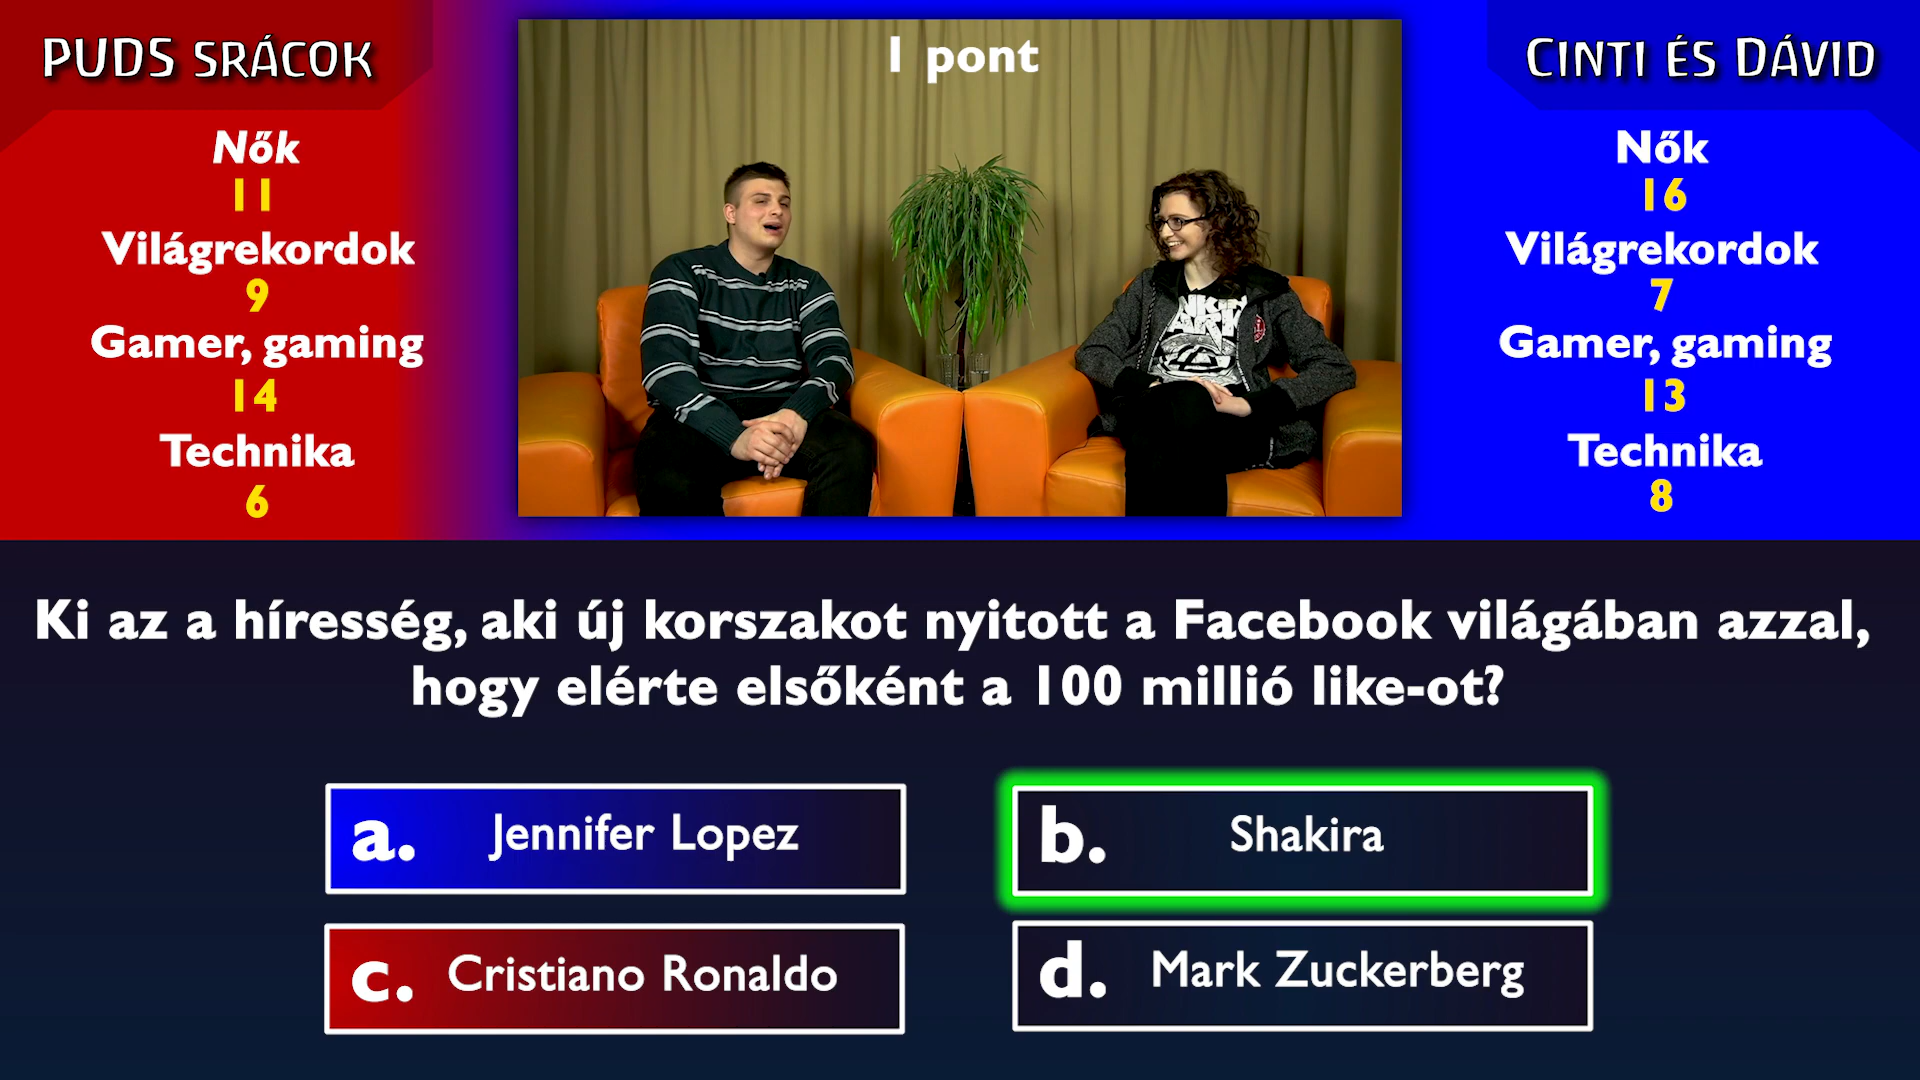 PUDS SRÁCOK
Nők
11
Világrekordok
9
Gamer, gaming
14
Technika
6
1 pont
CINTI ÉS DÁVID
Nők
16
Világrekordok
7
Gamer, gaming
13
Technika
8
Ki az a híresség, aki új korszakot nyitott a Facebook világában azzal,
hogy elérte elsőként a 100 millió like-ot?
a. Jennifer Lopez
b. Shakira
c. Cristiano Ronaldo
d. Mark Zuckerberg